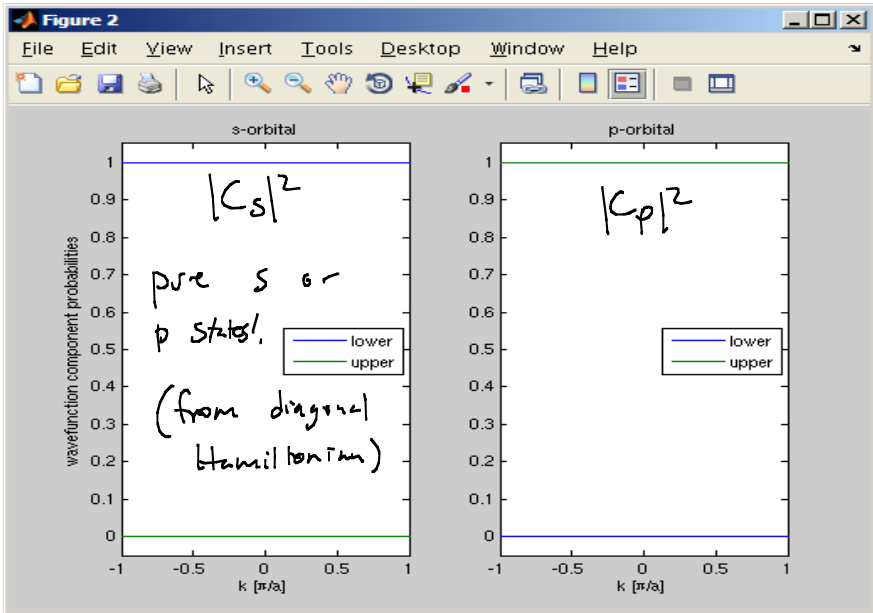 Figure 2
File Edit View Insert Tools Desktop Window Help
s-orbital
1
0.9
0.8
0.7
0.6
0.5
0.4
0.3
0.2
0.1
0
wavefunction component probabilities
|Cs|²
pure s or
p states!
(from diagonal
Hamiltonian)
lower
upper
-1 -0.5 0 0.5 1
k [π/a]
p-orbital
1
0.9
0.8
0.7
0.6
0.5
0.4
0.3
0.2
0.1
0
|Cp|²
lower
upper
-1 -0.5 0 0.5 1
k [π/a]